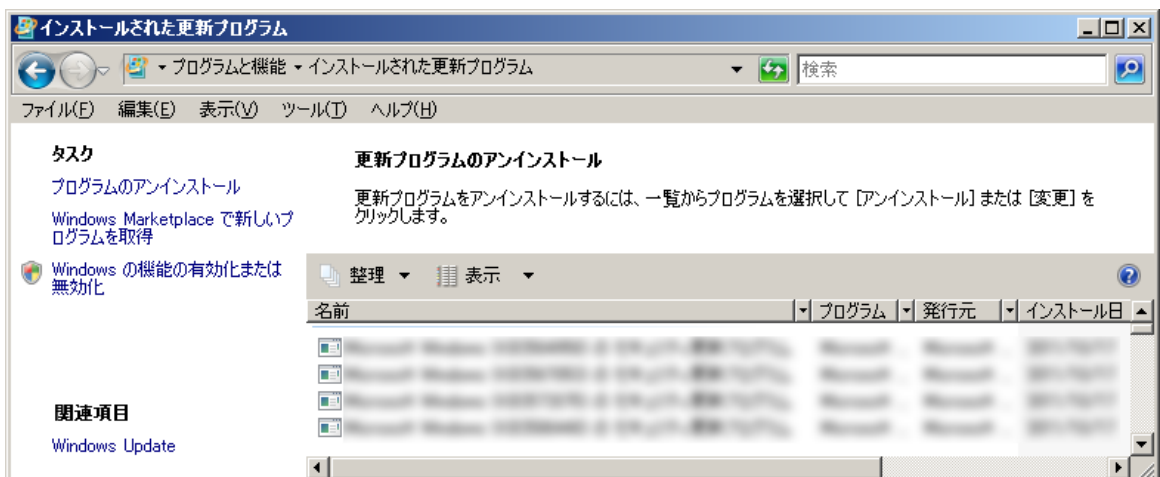 インストールされた更新プログラム
プログラムと機能 インストールされた更新プログラム 検索
ファイル(F) 編集(E) 表示(V) ツール(T) ヘルプ(H)
タスク
プログラムのアンインストール
Windows Marketplace で新しいプ
ログラムを取得
Windows の機能の有効化または
無効化
関連項目
Windows Update
更新プログラムのアンインストール
更新プログラムをアンインストールするには、一覧からプログラムを選択して [アンインストール] または [変更] を
クリックします。
整理 表示
名前 プログラム 発行元 インストール日